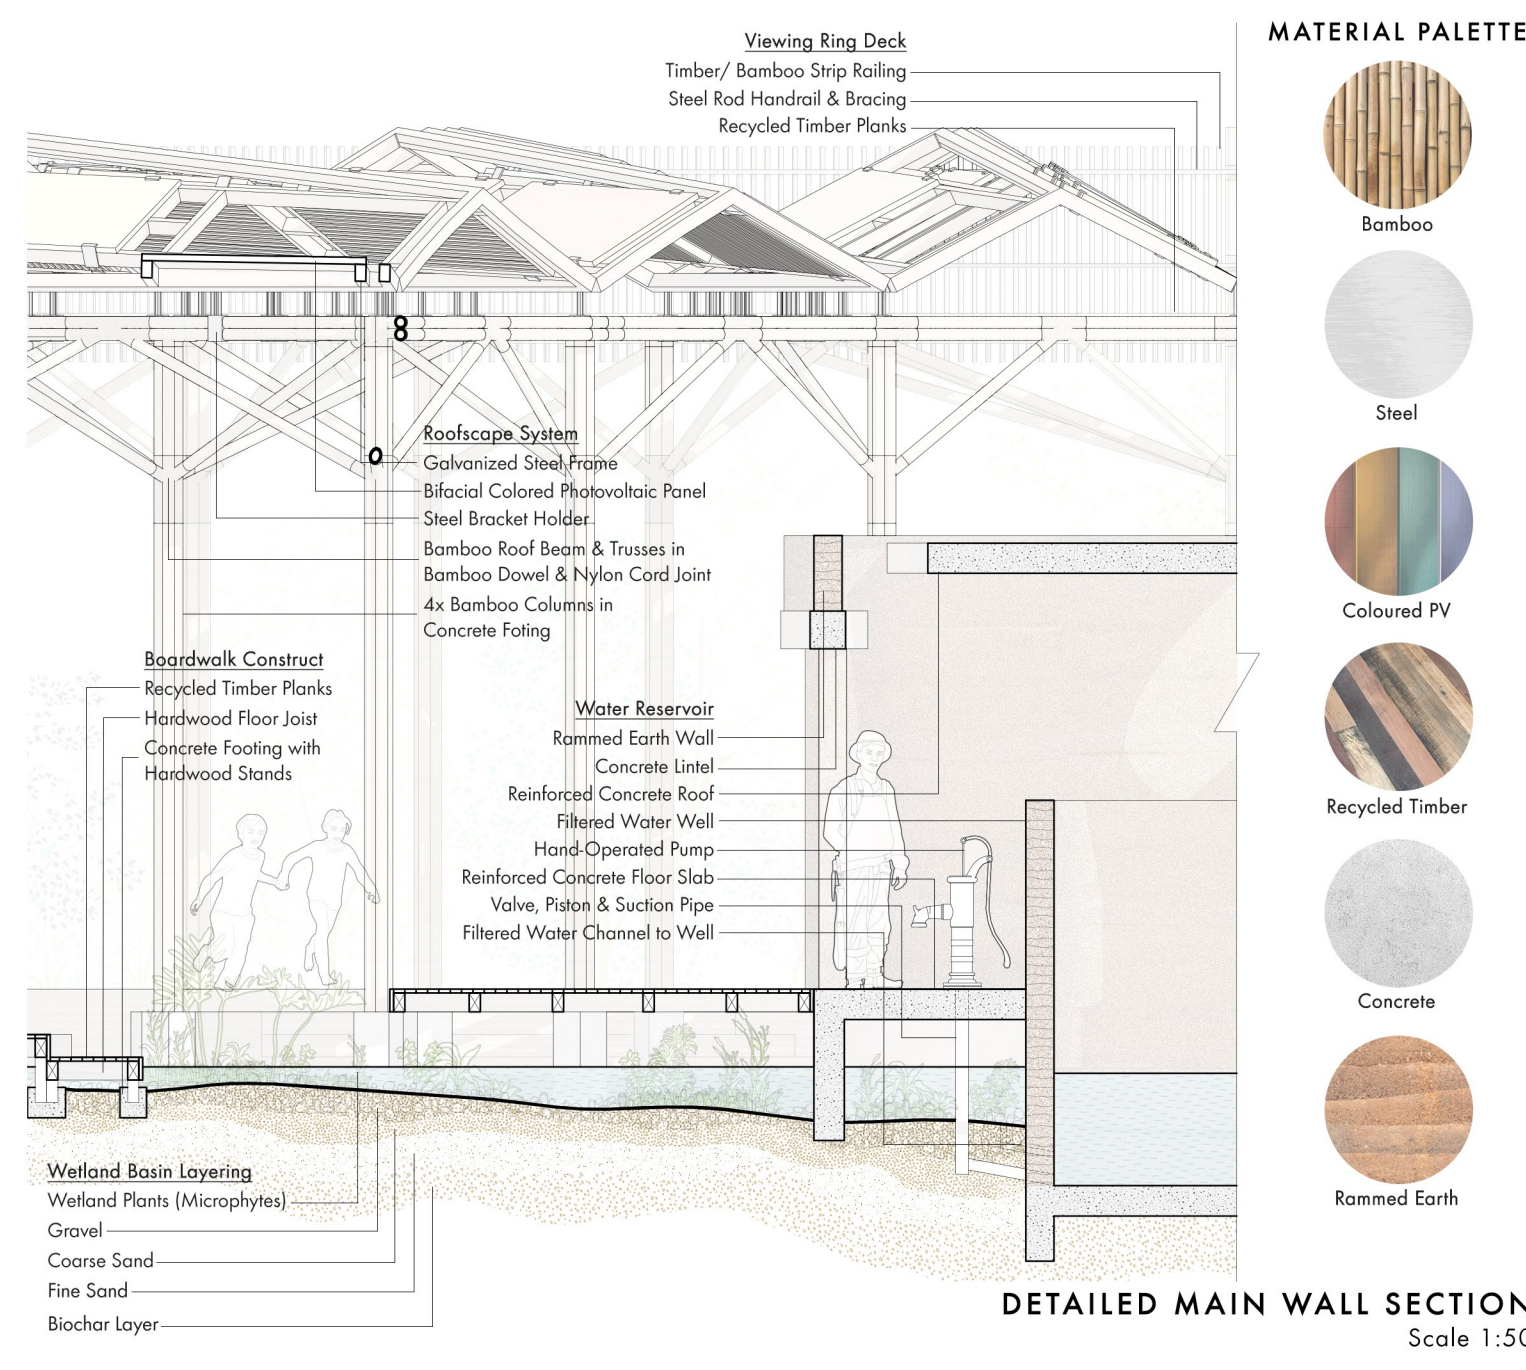 Viewing Ring Deck
Timber/ Bamboo Strip Railing
Steel Rod Handrail & Bracing
Recycled Timber Planks
MATERIAL PALETTE
Bamboo
Steel
Coloured PV
Recycled Timber
Concrete
Rammed Earth
Roofscape System
Galvanized Steel Frame
Bifacial Colored Photovoltaic Panel
Steel Bracket Holder
Bamboo Roof Beam & Trusses in
Bamboo Dowel & Nylon Cord Joint
4x Bamboo Columns in
Concrete Foting
Boardwalk Construct
Recycled Timber Planks
Hardwood Floor Joist
Concrete Footing with
Hardwood Stands
Water Reservoir
Rammed Earth Wall
Concrete Lintel
Reinforced Concrete Roof
Filtered Water Well
Hand-Operated Pump
Reinforced Concrete Floor Slab
Valve, Piston & Suction Pipe
Filtered Water Channel to Well
Wetland Basin Layering
Wetland Plants (Microphytes)
Gravel
Coarse Sand
Fine Sand
Biochar Layer
DETAILED MAIN WALL SECTION
Scale 1:50